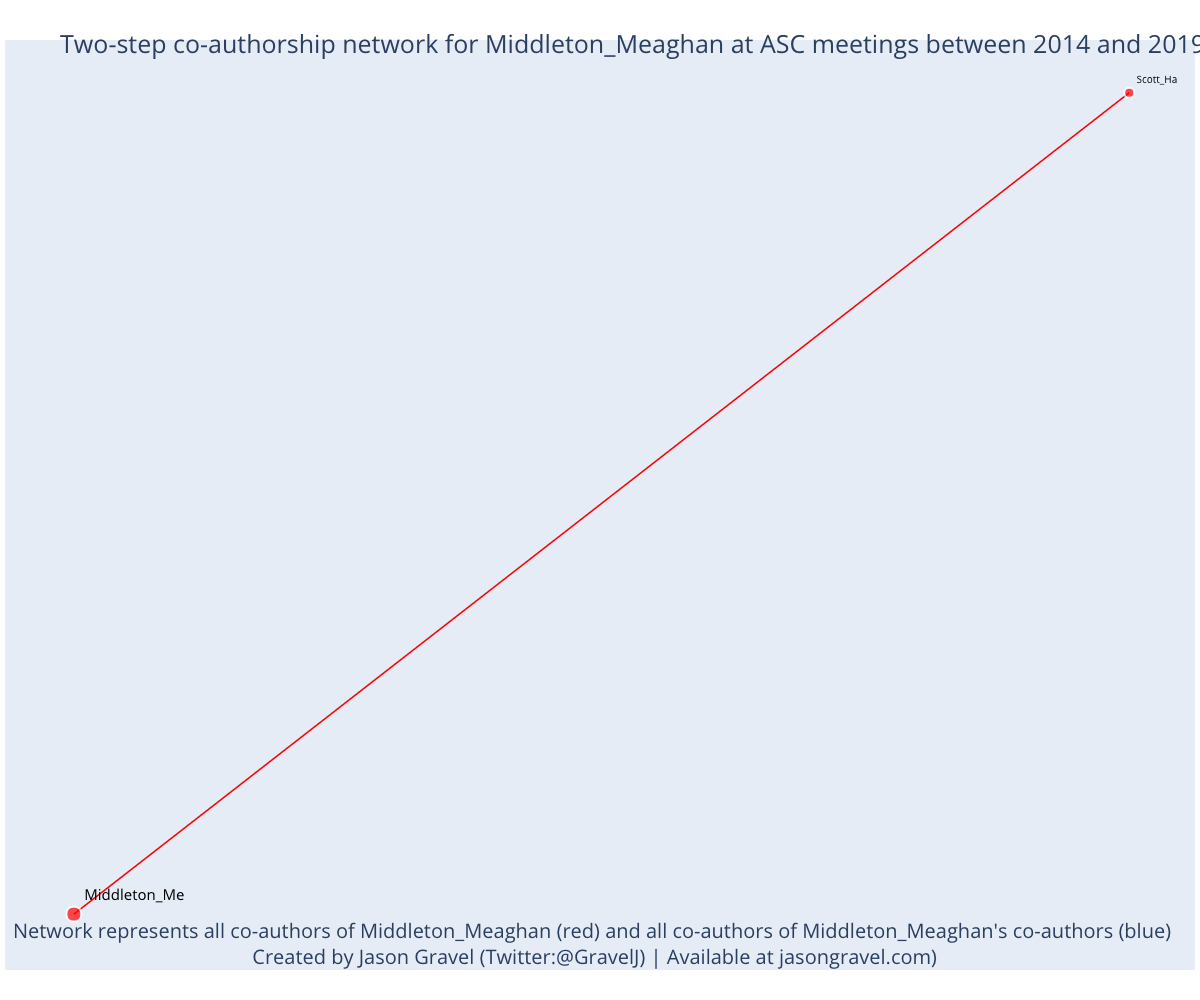 Two-step co-authorship network for Middleton_Meaghan at ASC meetings between 2014 and 2019
Scott_Ha
Middleton_Me
Network represents all co-authors of Middleton_Meaghan (red) and all co-authors of Middleton_Meaghan's co-authors (blue)
Created by Jason Gravel (Twitter:@GravelJ) | Available at jasongravel.com)